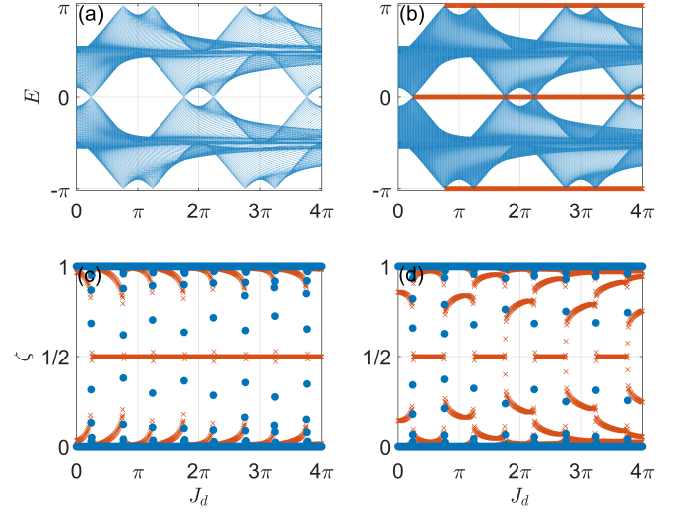 (a) (b)
π π
E 0 0
-π -π
0 π 2π 3π 4π 0 π 2π 3π 4π
1 (c) 1 (d)
ζ 1/2 1/2
0 0
0 π 2π 3π 4π 0 π 2π 3π 4π
J_d J_d